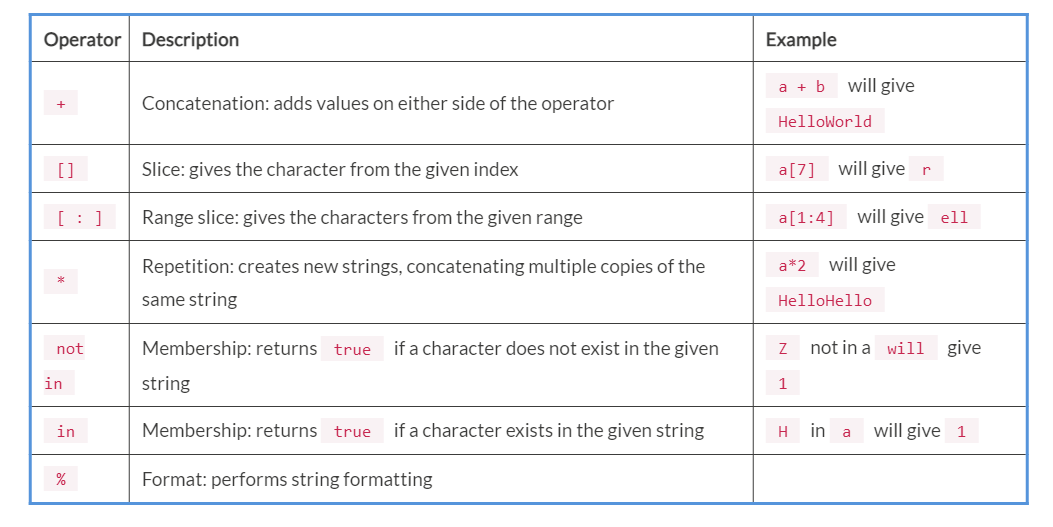 Operator Description Example
+ Concatenation: adds values on either side of the operator a + b will give
HelloWorld
[] Slice: gives the character from the given index a[7] will give r
[ : ] Range slice: gives the characters from the given range a[1:4] will give ell
* Repetition: creates new strings, concatenating multiple copies of the
same string
a*2 will give
HelloHello
not
in
Membership: returns true if a character does not exist in the given
string
Z not in a will give
1
in Membership: returns true if a character exists in the given string H in a will give 1
% Format: performs string formatting